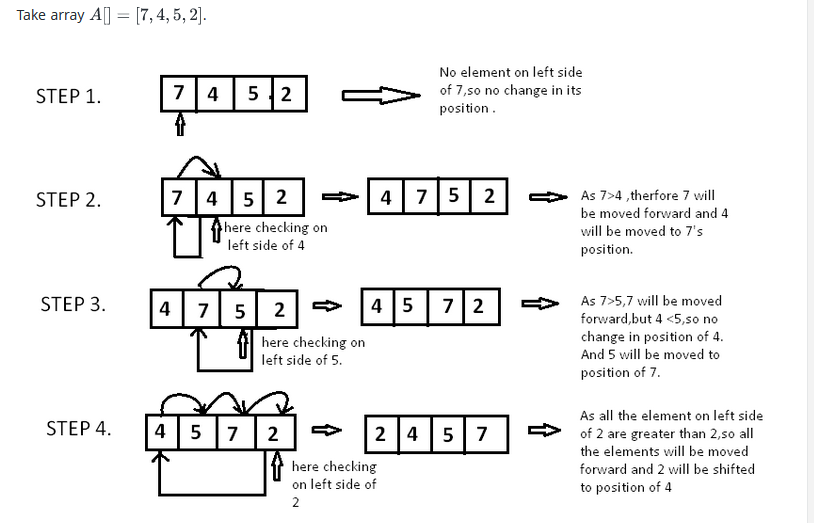 Take array A[] = [7, 4, 5, 2].
STEP 1.
7 4 5 2
No element on left side
of 7,so no change in its
position .
STEP 2.
7 4 5 2
here checking on
left side of 4
4 7 5 2
As 7>4 ,therfore 7 will
be moved forward and 4
will be moved to 7's
position.
STEP 3.
4 7 5 2
here checking on
left side of 5.
4 5 7 2
As 7>5,7 will be moved
forward,but 4 <5,so no
change in position of 4.
And 5 will be moved to
position of 7.
STEP 4.
4 5 7 2
here checking
on left side of
2
2 4 5 7
As all the element on left side
of 2 are greater than 2,so all
the elements will be moved
forward and 2 will be shifted
to position of 4